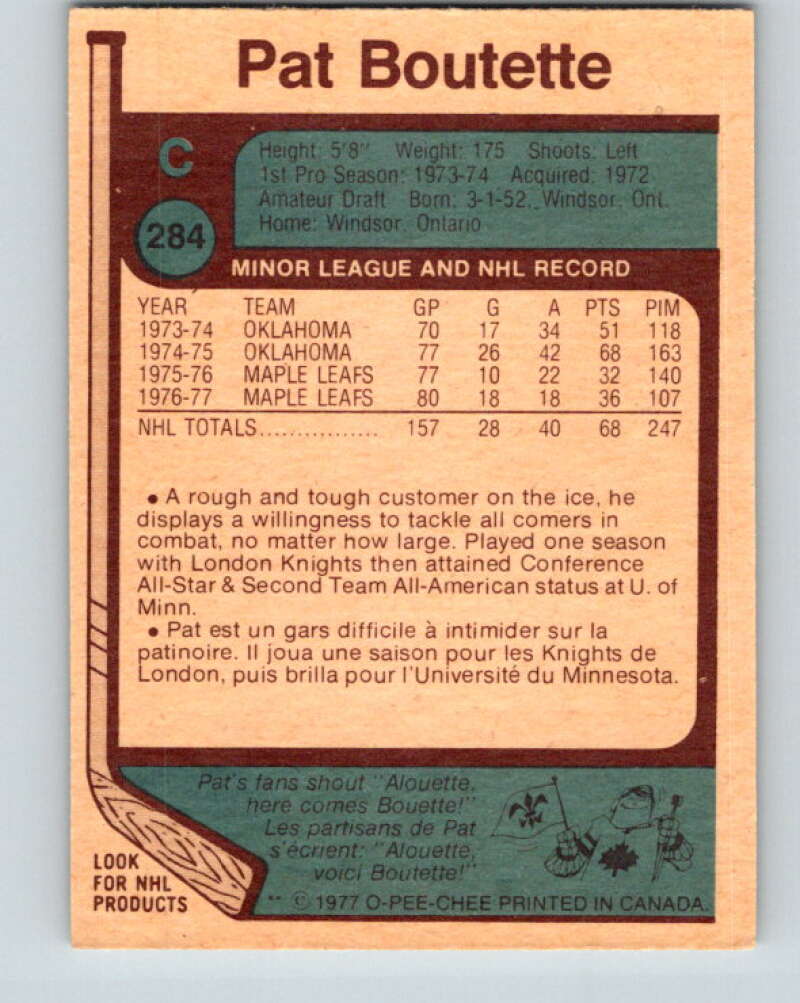 Pat Boutette
C
Height: 5'8" Weight: 175 Shoots: Left
1st Pro Season: 1973-74 Acquired: 1972
Amateur Draft Born: 3-1-52, Windsor, Ont.
Home: Windsor, Ontario
284
MINOR LEAGUE AND NHL RECORD
YEAR TEAM GP G A PTS PIM
1973-74 OKLAHOMA 70 17 34 51 118
1974-75 OKLAHOMA 77 26 42 68 163
1975-76 MAPLE LEAFS 77 10 22 32 140
1976-77 MAPLE LEAFS 80 18 18 36 107
NHL TOTALS................ 157 28 40 68 247
• A rough and tough customer on the ice, he
displays a willingness to tackle all comers in
combat, no matter how large. Played one season
with London Knights then attained Conference
All-Star & Second Team All-American status at U. of
Minn.
• Pat est un gars difficile à intimider sur la
patinoire. Il joua une saison pour les Knights de
London, puis brilla pour l'Université du Minnesota.
Pat's fans shout "Alouette,
here comes Bouette!"
Les partisans de Pat
s'écrient: "Alouette,
voici Boutette!"
LOOK
FOR NHL
PRODUCTS
** © 1977 O-PEE-CHEE PRINTED IN CANADA.